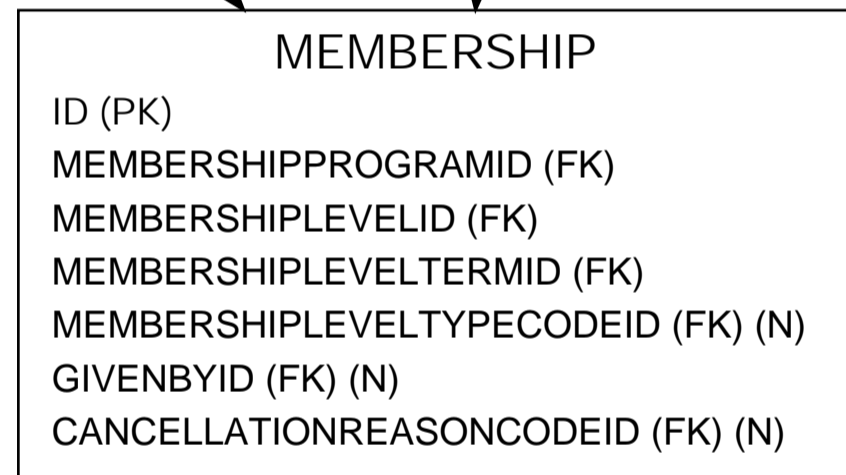 MEMBERSHIP
ID (PK)
MEMBERSHIPPROGRAMID (FK)
MEMBERSHIPLEVELID (FK)
MEMBERSHIPLEVELTERMID (FK)
MEMBERSHIPLEVELTYPECODEID (FK) (N)
GIVENBYID (FK) (N)
CANCELLATIONREASONCODEID (FK) (N)